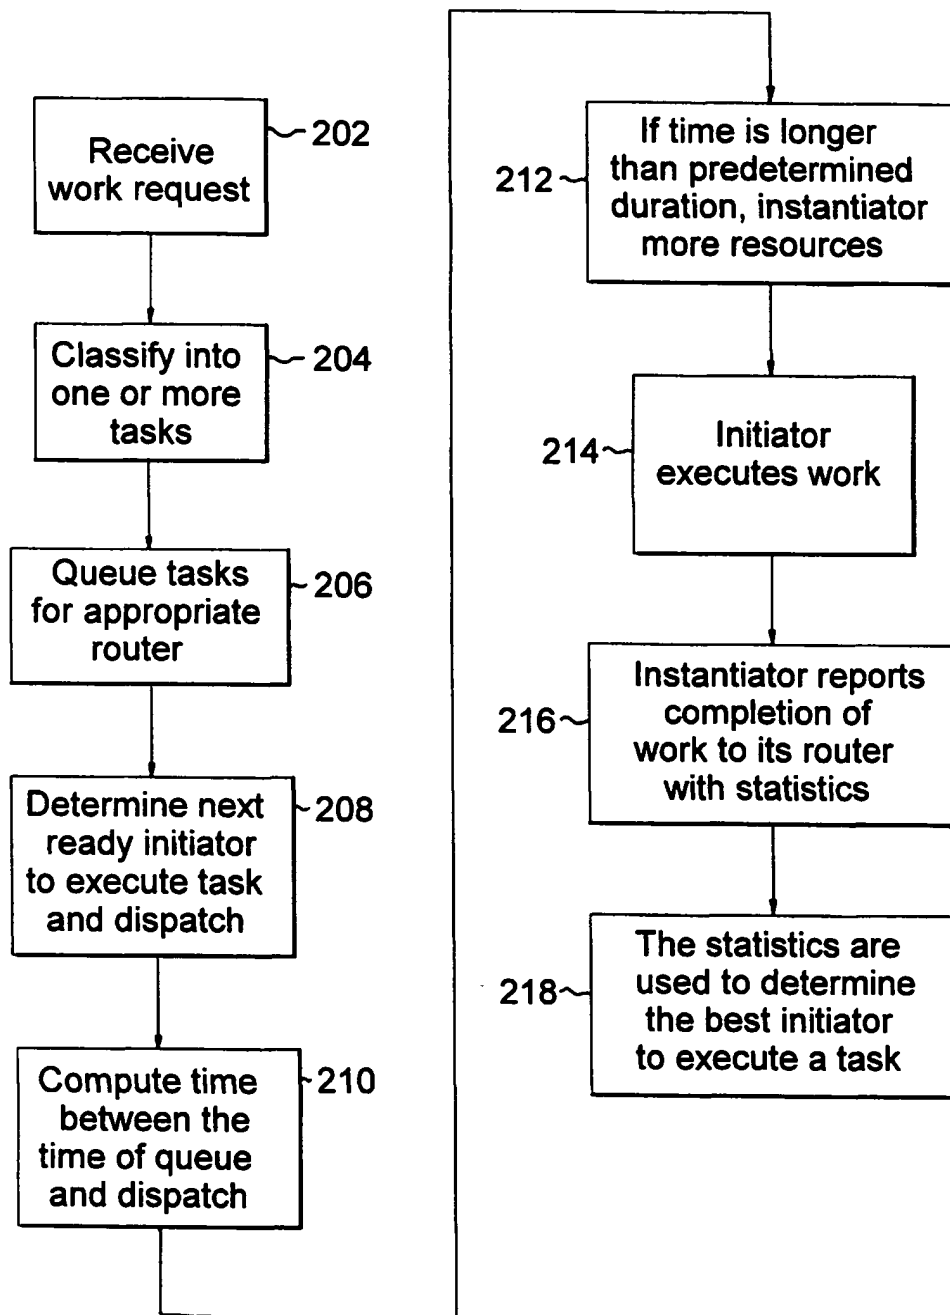 Receive
work request
202
Classify into
one or more
tasks
204
Queue tasks
for appropriate
router
206
Determine next
ready initiator
to execute task
and dispatch
208
Compute time
between the
time of queue
and dispatch
210
If time is longer
than predetermined
duration, instantiator
more resources
212
Initiator
executes work
214
Instantiator reports
completion of
work to its router
with statistics
216
The statistics are
used to determine
the best initiator
to execute a task
218